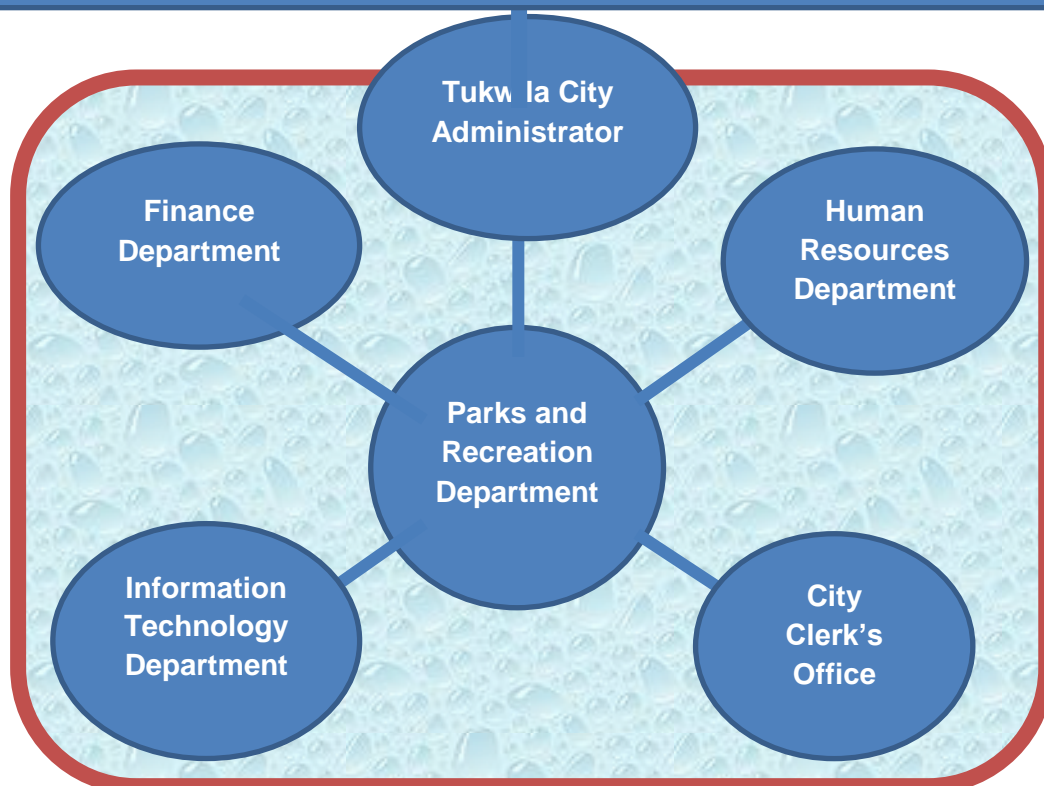 Tukw la City
Administrator
Finance
Department
Human
Resources
Department
Parks and
Recreation
Department
Information
Technology
Department
City
Clerk’s
Office